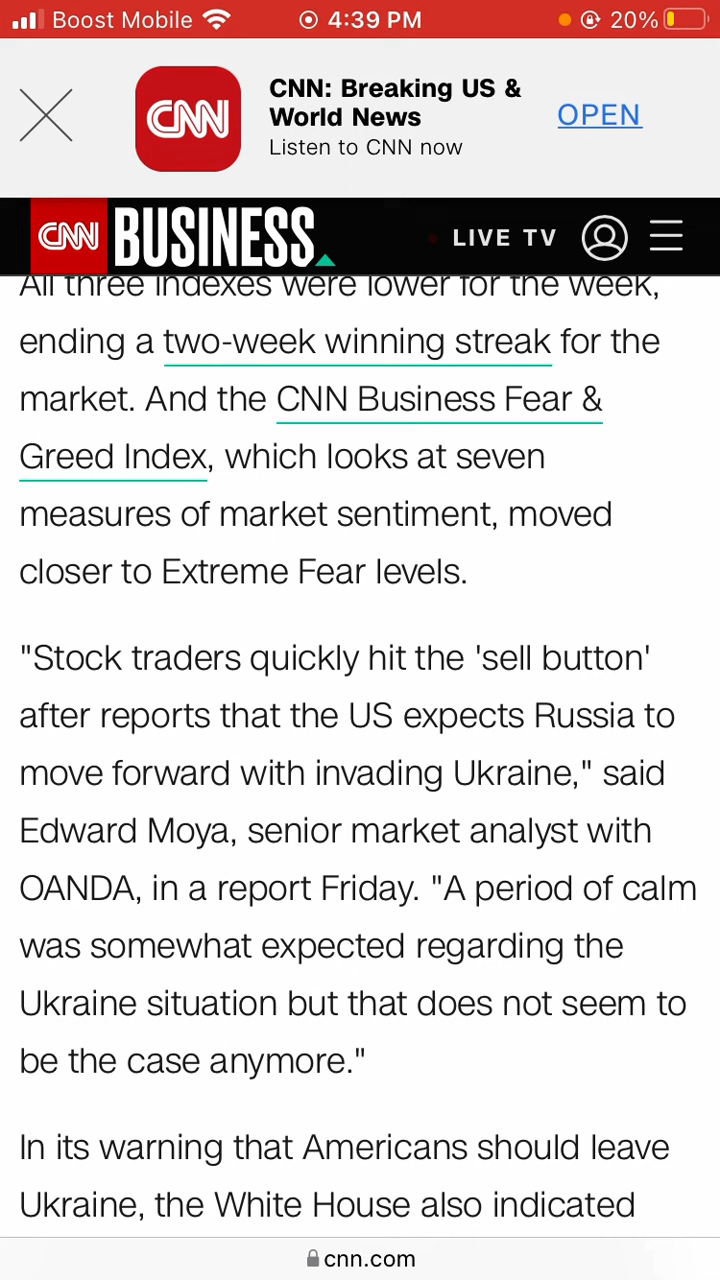 Boost Mobile 4:39 PM 20%
CNN
CNN: Breaking US &
World News
Listen to CNN now
OPEN
CNN BUSINESS LIVE TV
All three indexes were lower for the week,
ending a two-week winning streak for the
market. And the CNN Business Fear &
Greed Index, which looks at seven
measures of market sentiment, moved
closer to Extreme Fear levels.
"Stock traders quickly hit the 'sell button'
after reports that the US expects Russia to
move forward with invading Ukraine," said
Edward Moya, senior market analyst with
OANDA, in a report Friday. "A period of calm
was somewhat expected regarding the
Ukraine situation but that does not seem to
be the case anymore."
In its warning that Americans should leave
Ukraine, the White House also indicated
cnn.com